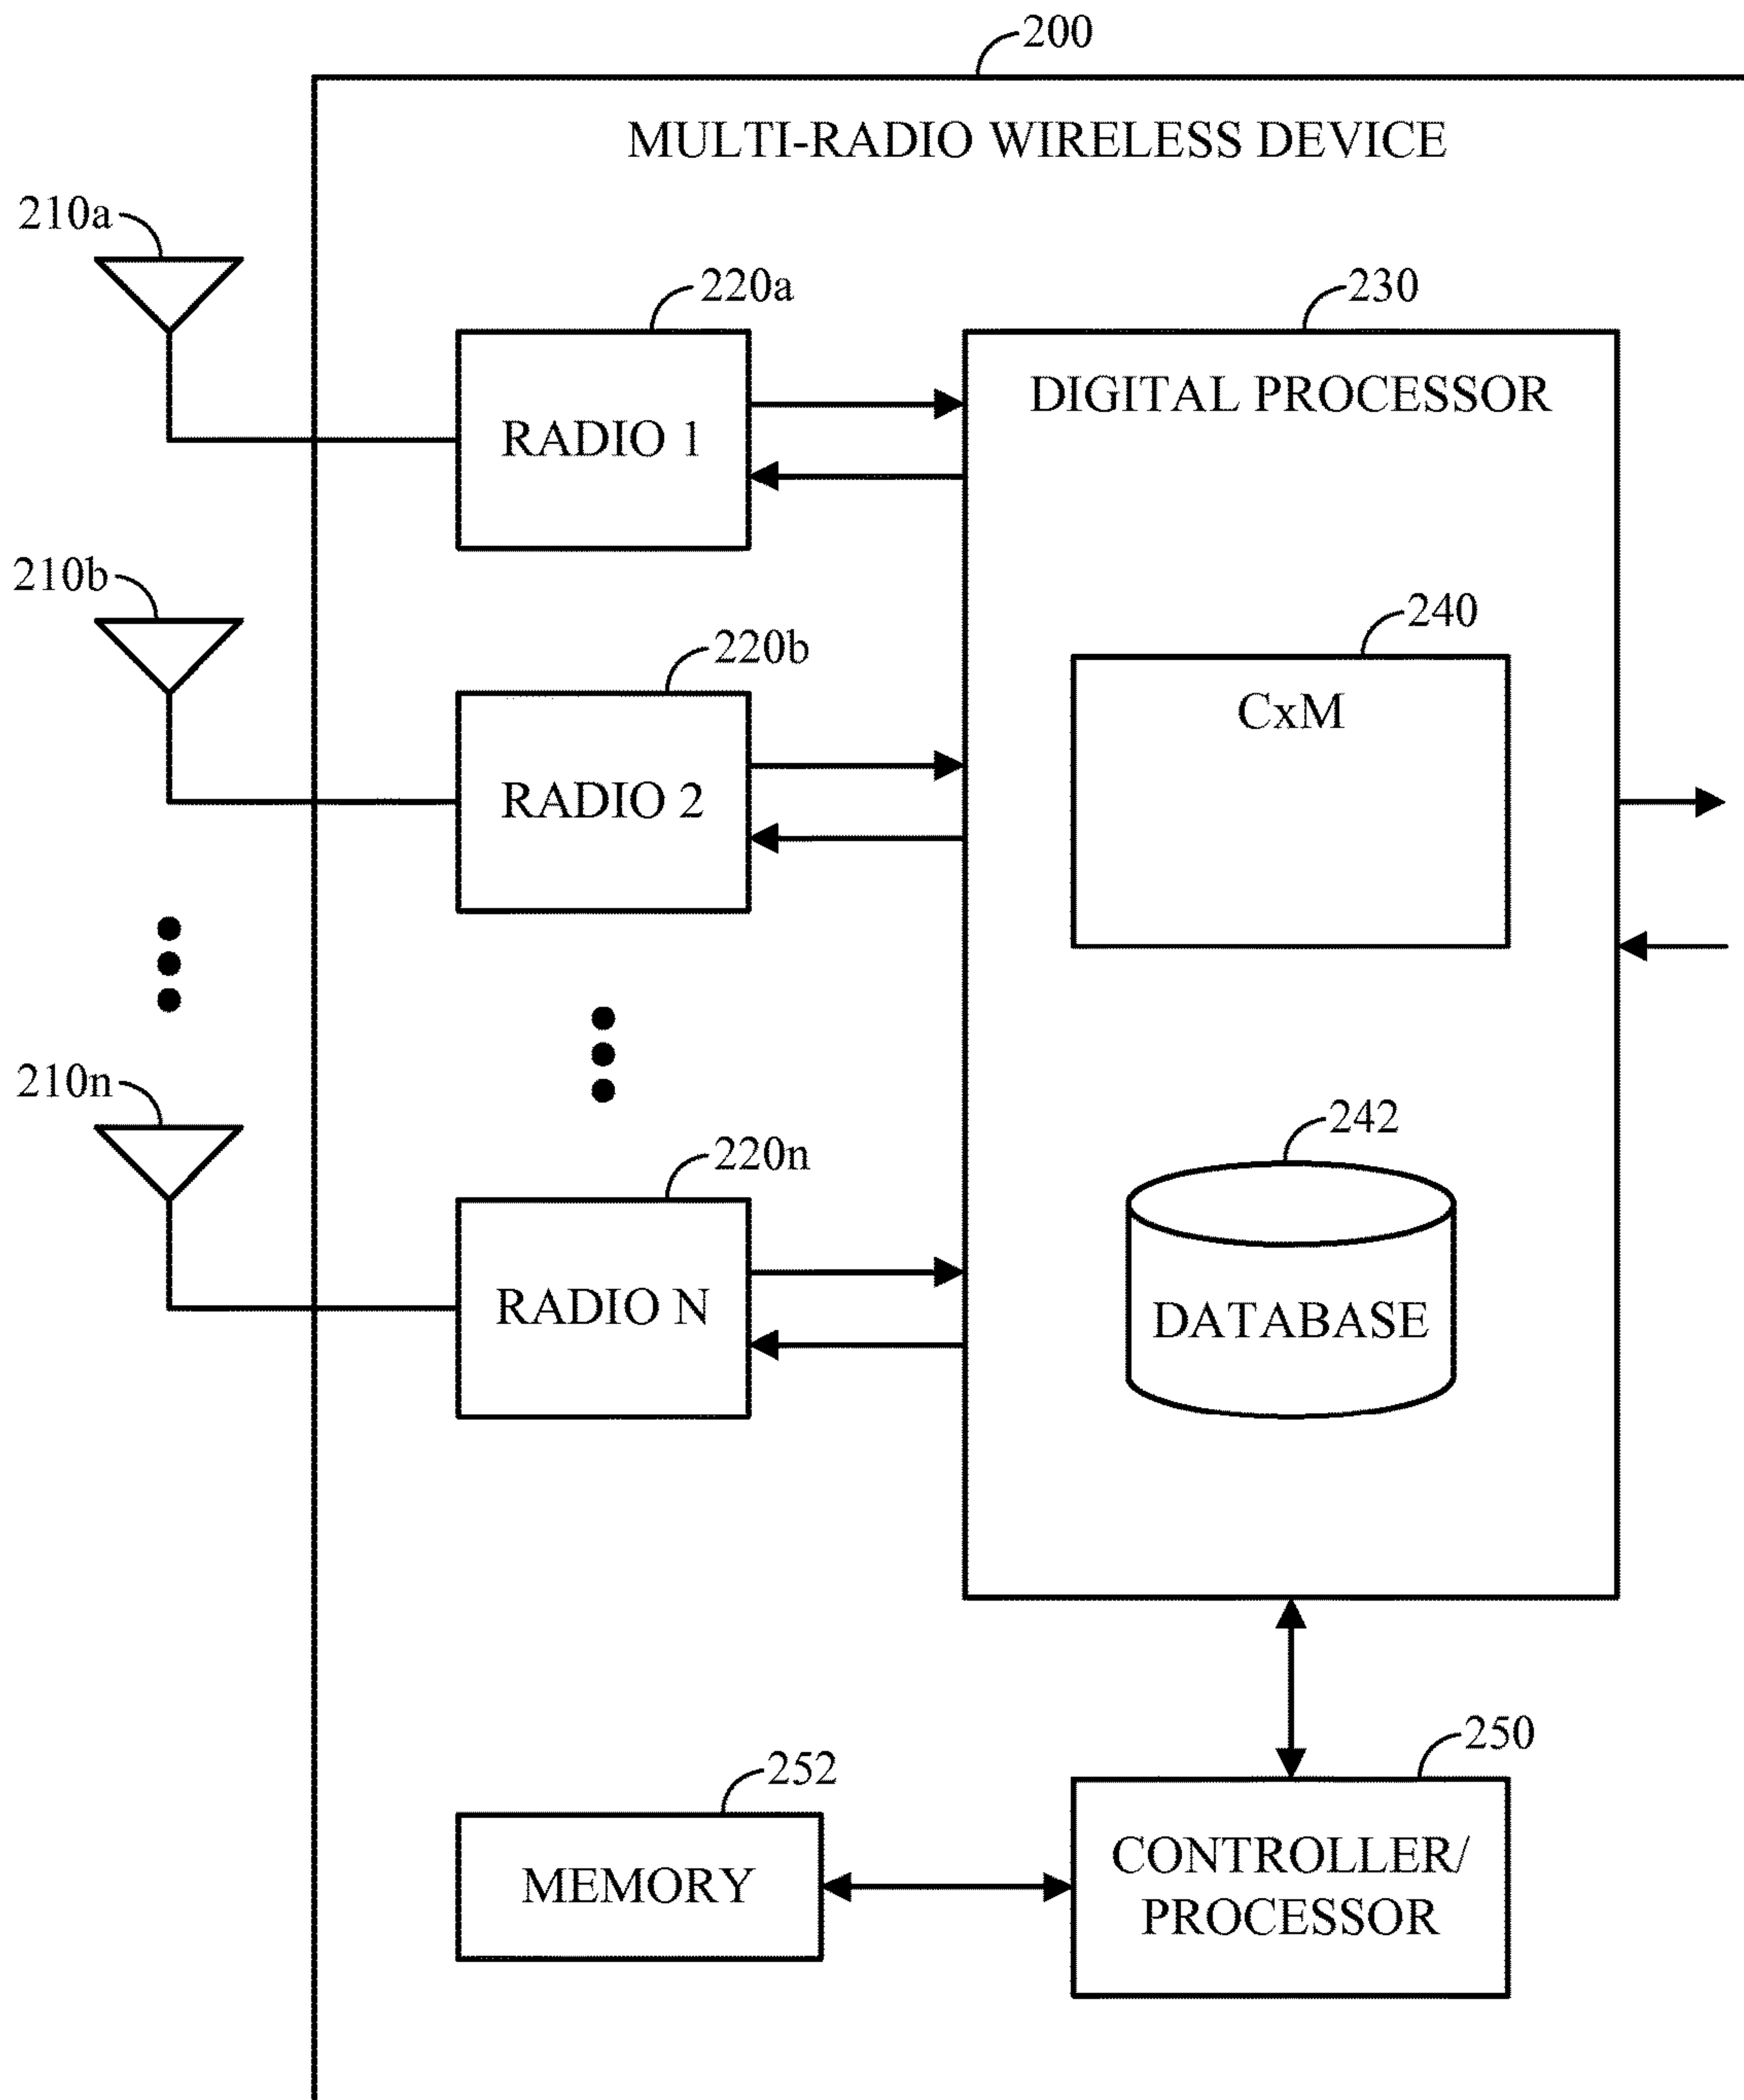 200
MULTI-RADIO WIRELESS DEVICE
210a
220a
230
RADIO 1
DIGITAL PROCESSOR
210b
220b
240
RADIO 2
CxM
210n
220n
242
RADIO N
DATABASE
252
250
MEMORY
CONTROLLER/
PROCESSOR